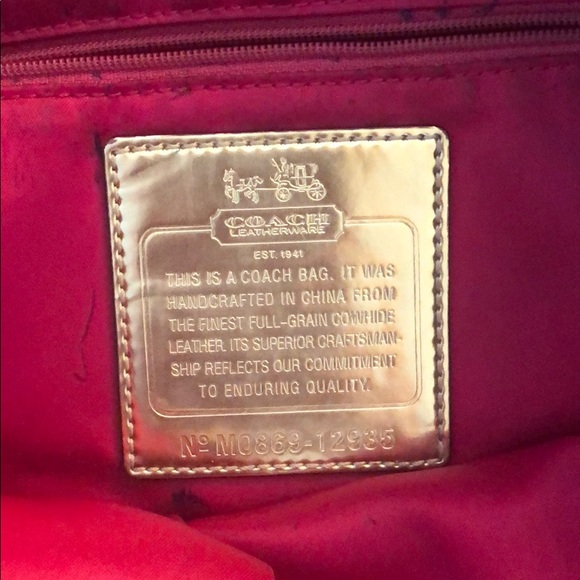 COACH
LEATHERWARE
EST. 1941
THIS IS A COACH BAG. IT WAS
HANDCRAFTED IN CHINA FROM
THE FINEST FULL-GRAIN COWHIDE
LEATHER. ITS SUPERIOR CRAFTSMAN-
SHIP REFLECTS OUR COMMITMENT
TO ENDURING QUALITY.
Nº M0869-12935